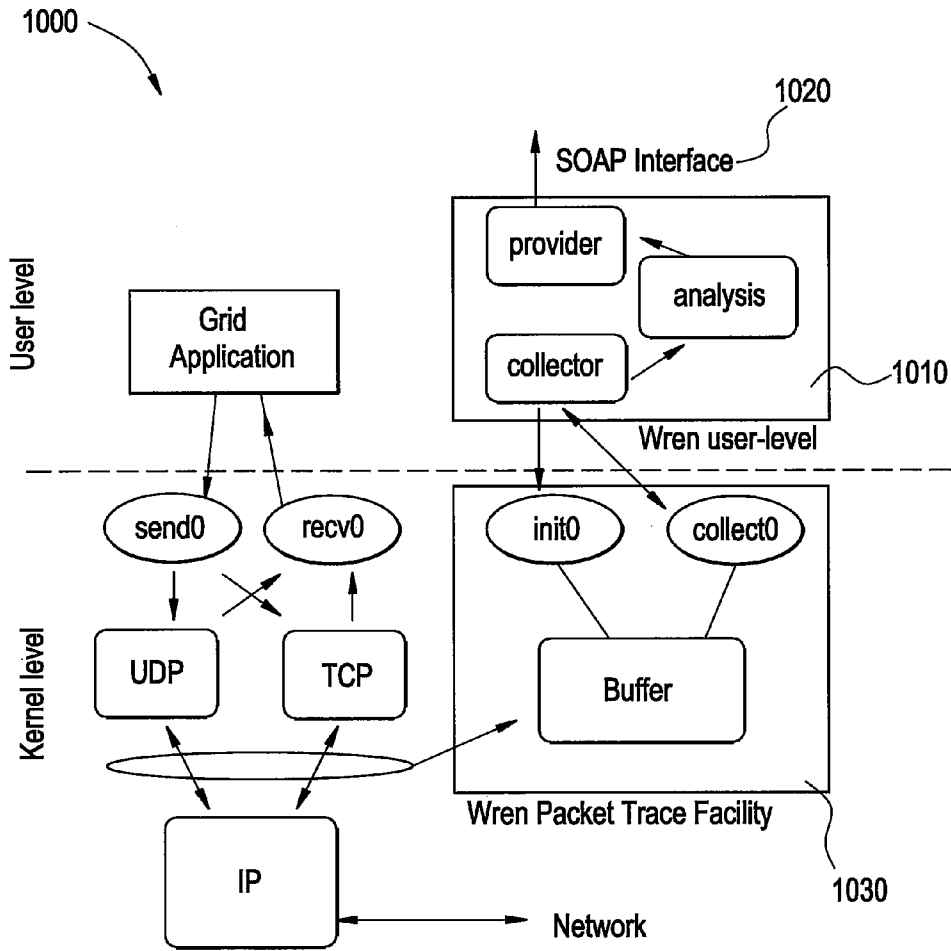 1000
1020
SOAP Interface
provider
analysis
collector
1010
Wren user-level
User level
Grid
Application
send0
recv0
init0
collect0
UDP
TCP
Buffer
Kernel level
Wren Packet Trace Facility
1030
IP
Network